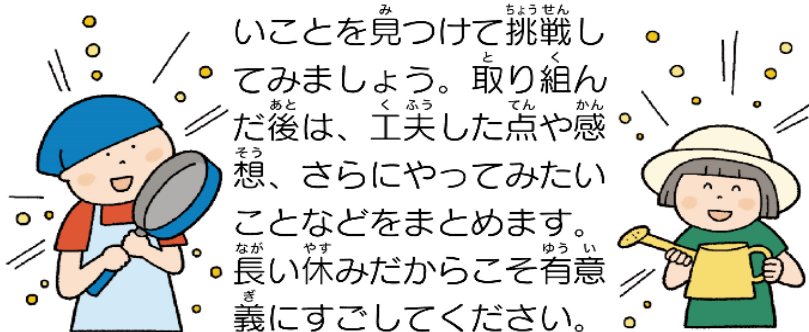 いことを見つけて挑戦し
てみましょう。取り組ん
だ後は、工夫した点や感
想、さらにやってみたい
ことなどをまとめます。
長い休みだからこそ有意
義にすごしてください。